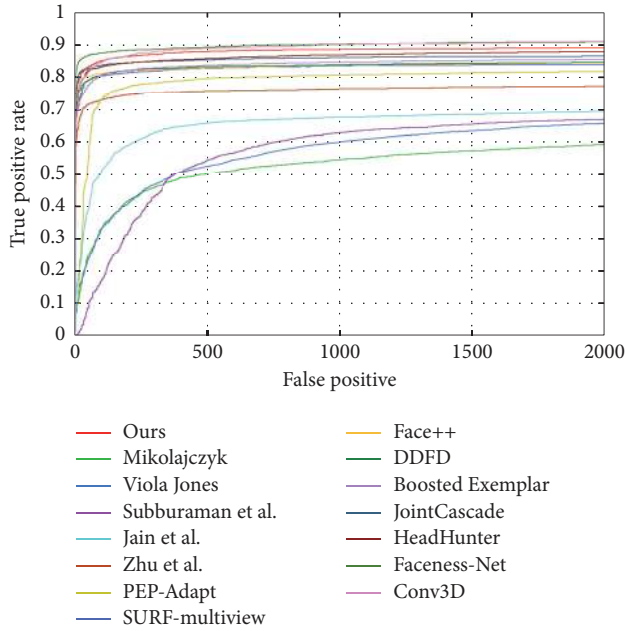 1
0.9
0.8
0.7
0.6
0.5
0.4
0.3
0.2
0.1
0
True positive rate
0 500 1000 1500 2000
False positive
Ours
Mikolajczyk
Viola Jones
Subburaman et al.
Jain et al.
Zhu et al.
PEP-Adapt
SURF-multiview
Face++
DDFD
Boosted Exemplar
JointCascade
HeadHunter
Faceness-Net
Conv3D